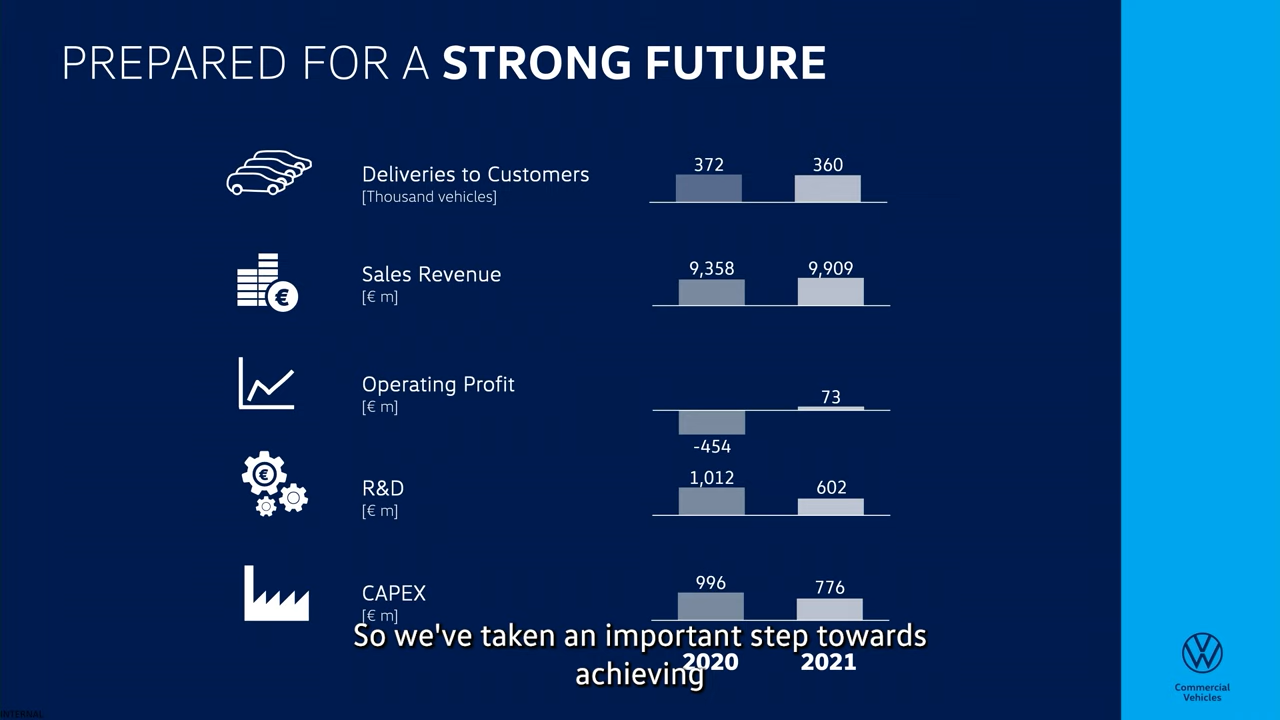 PREPARED FOR A STRONG FUTURE
Deliveries to Customers
[Thousand vehicles]
372
360
Sales Revenue
[€ m]
9,358
9,909
€
Operating Profit
[€ m]
73
-454
€
R&D
[€ m]
1,012
602
CAPEX
[€ m]
996
776
So we've taken an important step towards
achieving
2020
2021
Commercial
Vehicles
INTERNAL